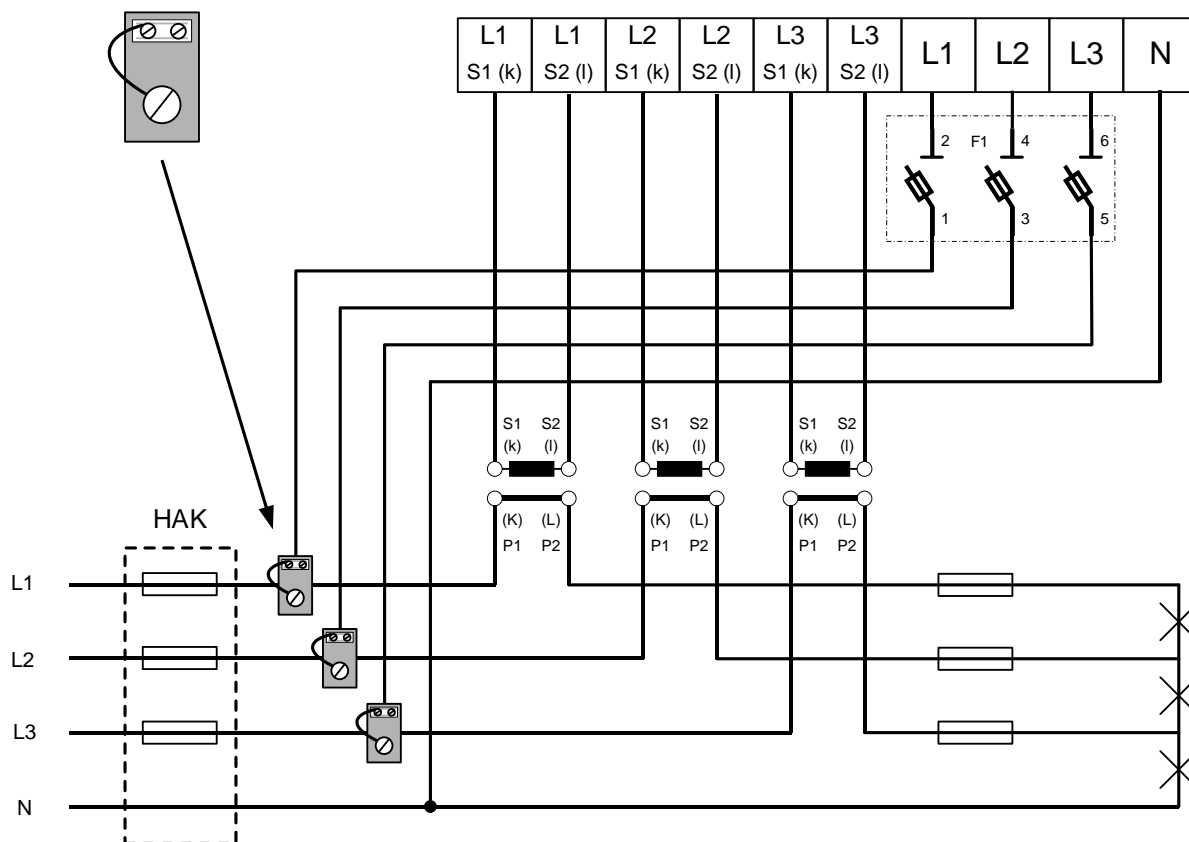 L1 L1 L2 L2 L3 L3 L1 L2 L3 N
S1 (k) S2 (l) S1 (k) S2 (l) S1 (k) S2 (l)
2 F1 4 6
1 3 5
S1 S2 S1 S2 S1 S2
(k) (l) (k) (l) (k) (l)
HAK
(K) (L) (K) (L) (K) (L)
P1 P2 P1 P2 P1 P2
L1
L2
L3
N